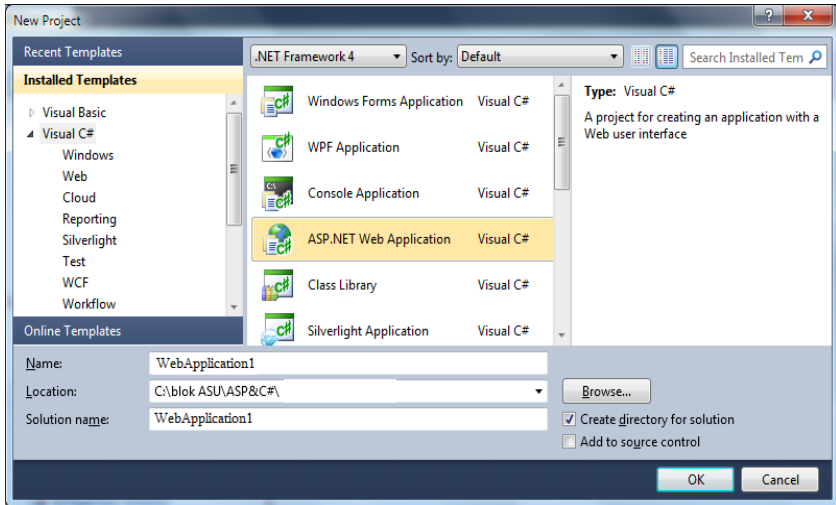 New Project
Recent Templates
Installed Templates
Visual Basic
Visual C#
Windows
Web
Cloud
Reporting
Silverlight
Test
WCF
Workflow
Online Templates
.NET Framework 4 Sort by: Default Search Installed Tem
Windows Forms Application Visual C#
WPF Application Visual C#
Console Application Visual C#
ASP.NET Web Application Visual C#
Class Library Visual C#
Silverlight Application Visual C#
Type: Visual C#
A project for creating an application with a
Web user interface
Name: WebApplication1
Location: C:\blok ASU\ASP&C#\ Browse...
Solution name: WebApplication1
Create directory for solution
Add to source control
OK Cancel